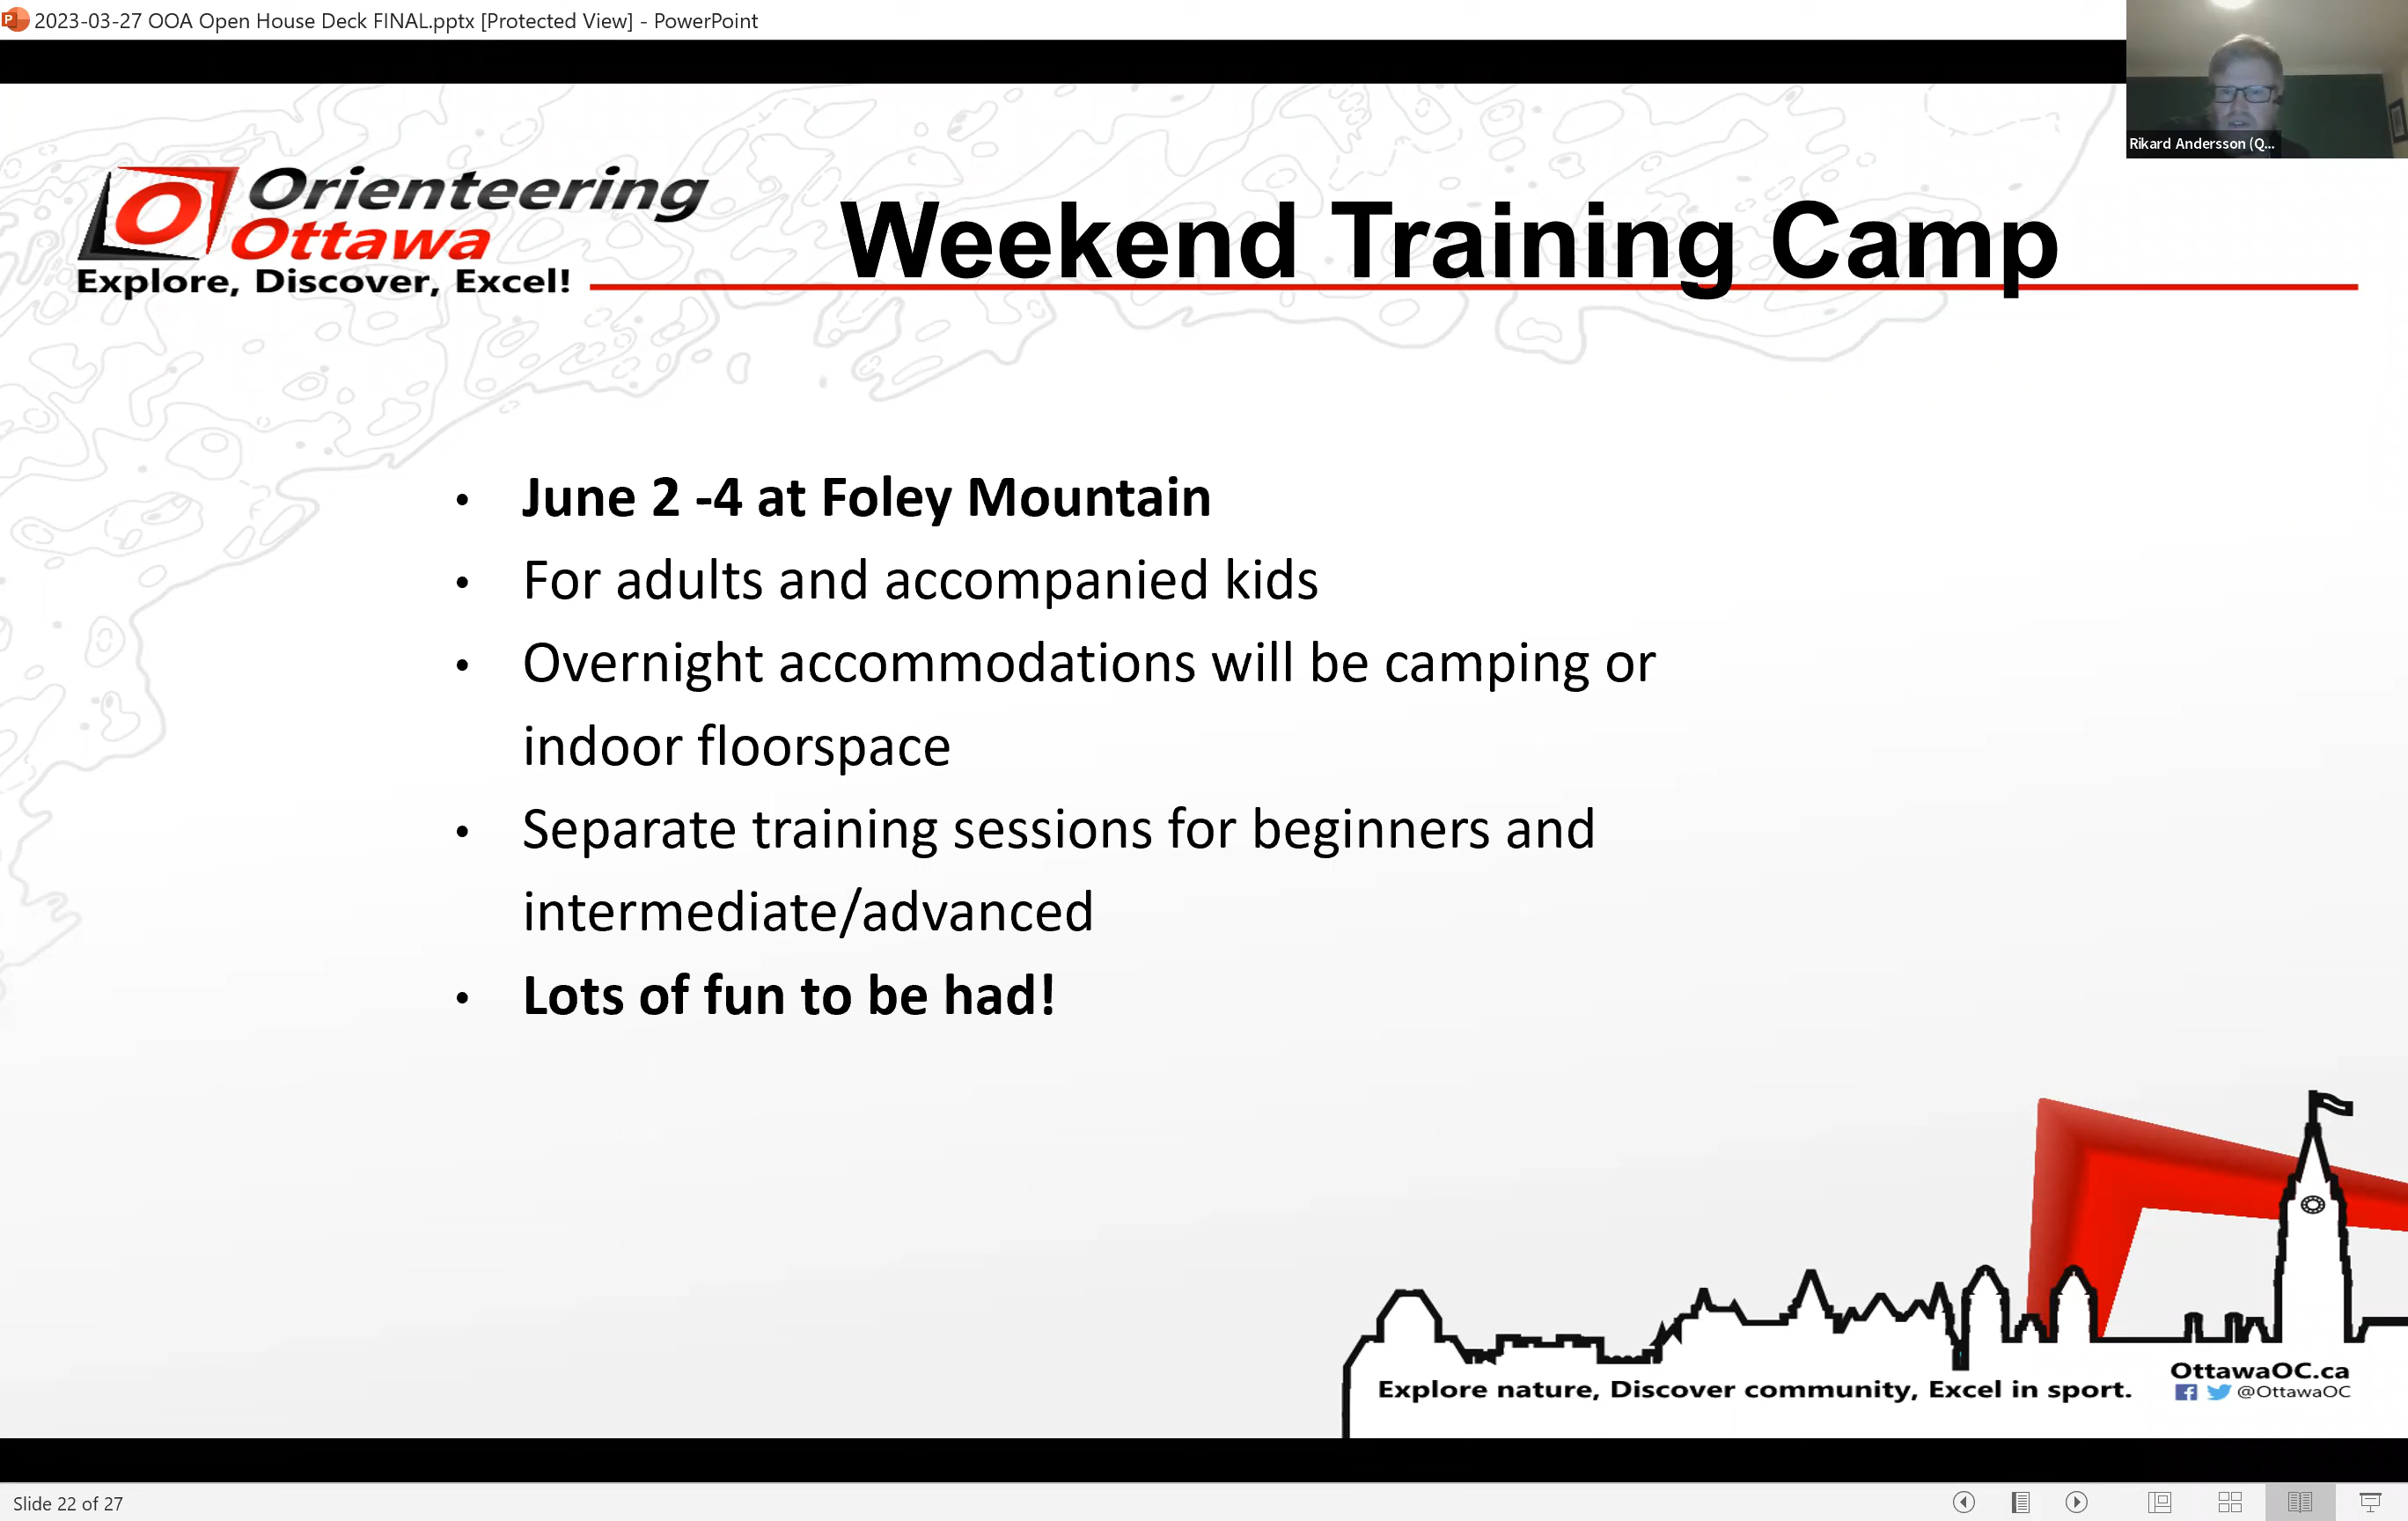 2023-03-27 OOA Open House Deck FINAL.pptx [Protected View] - PowerPoint
Rikard Andersson (Q...
Orienteering
Ottawa
Explore, Discover, Excel!
Weekend Training Camp
• June 2 -4 at Foley Mountain
• For adults and accompanied kids
• Overnight accommodations will be camping or
indoor floorspace
• Separate training sessions for beginners and
intermediate/advanced
• Lots of fun to be had!
Explore nature, Discover community, Excel in sport.
OttawaOC.ca
@OttawaOC
Slide 22 of 27